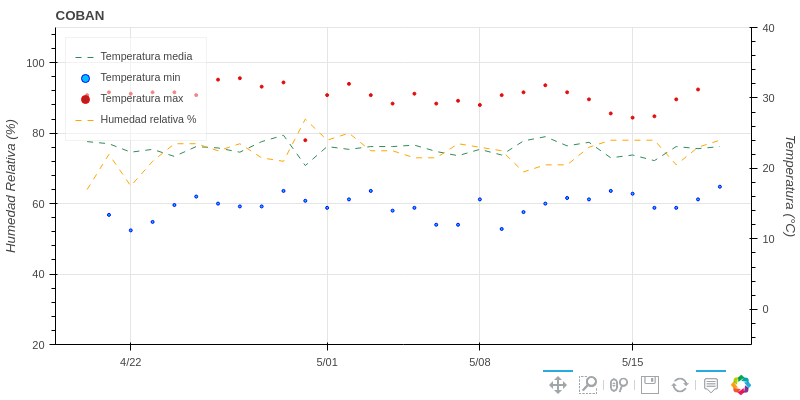 COBAN
Temperatura media
Temperatura min
Temperatura max
Humedad relativa %
Humedad Relativa (%)
100
80
60
40
20
Temperatura (°C)
40
30
20
10
0
4/22 5/01 5/08 5/15